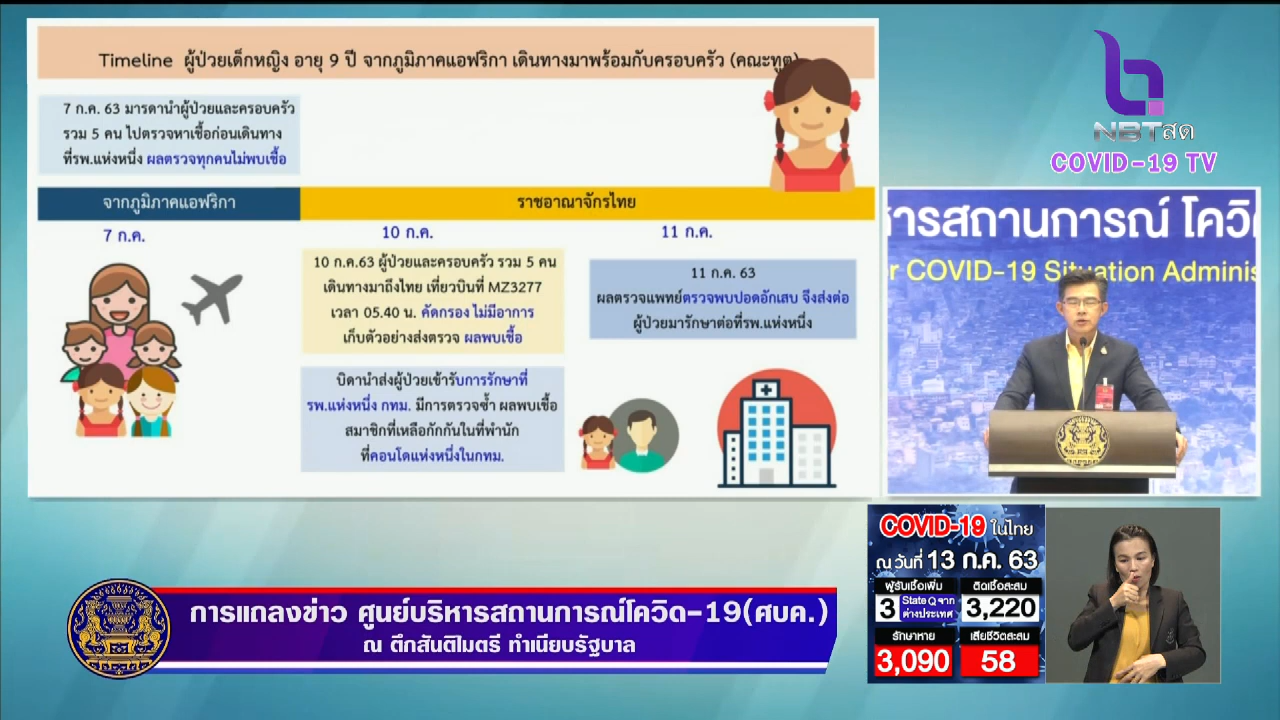 Timeline ผู้ป่วยเด็กหญิง อายุ 9 ปี จากภูมิภาคแอฟริกา เดินทางมาพร้อมกับครอบครัว (คณะทูต)
7 ก.ค. 63 มารดานำผู้ป่วยและครอบครัว
รวม 5 คน ไปตรวจหาเชื้อก่อนเดินทาง
ที่รพ.แห่งหนึ่ง ผลตรวจทุกคนไม่พบเชื้อ
จากภูมิภาคแอฟริกา
ราชอาณาจักรไทย
7 ก.ค.
10 ก.ค.
11 ก.ค.
10 ก.ค.63 ผู้ป่วยและครอบครัว รวม 5 คน
เดินทางมาถึงไทย เที่ยวบินที่ MZ3277
เวลา 05.40 น. คัดกรอง ไม่มีอาการ
เก็บตัวอย่างส่งตรวจ ผลพบเชื้อ
บิดานำส่งผู้ป่วยเข้ารับการรักษาที่
รพ.แห่งหนึ่ง กทม. มีการตรวจซ้ำ ผลพบเชื้อ
สมาชิกที่เหลือกักกันในที่พำนัก
ที่คอนโดแห่งหนึ่งในกทม.
11 ก.ค. 63
ผลตรวจแพทย์ตรวจพบปอดอักเสบ จึงส่งต่อ
ผู้ป่วยมารักษาต่อที่รพ.แห่งหนึ่ง
NBT สด
COVID-19 TV
หารสถานการณ์ โควิ
r COVID-19 Situation Adminis
COVID-19 ในไทย
ณ วันที่ 13 ก.ค. 63
ผู้รับเชื้อเพิ่ม
3 State Q จาก
ต่างประเทศ
ติดเชื้อสะสม
3,220
รักษาหาย
3,090
เสียชีวิตสะสม
58
การแถลงข่าว ศูนย์บริหารสถานการณ์โควิด-19(ศบค.)
ณ ตึกสันติไมตรี ทำเนียบรัฐบาล